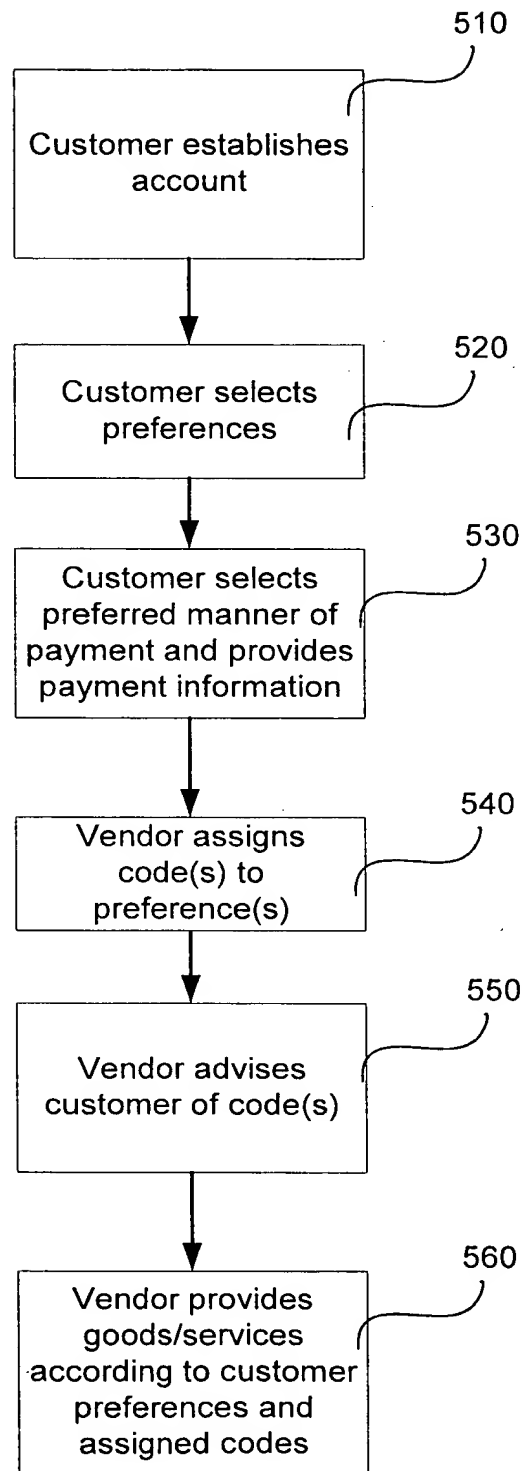 510
Customer establishes
account
520
Customer selects
preferences
530
Customer selects
preferred manner of
payment and provides
payment information
540
Vendor assigns
code(s) to
preference(s)
550
Vendor advises
customer of code(s)
560
Vendor provides
goods/services
according to customer
preferences and
assigned codes